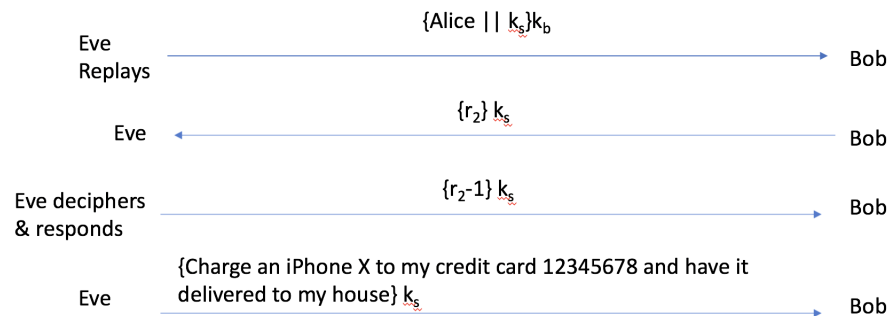 {Alice || kₛ}k_b
Eve
Replays
Bob
{r₂} kₛ
Eve
Bob
{r₂-1} kₛ
Eve deciphers
& responds
Bob
{Charge an iPhone X to my credit card 12345678 and have it
delivered to my house} kₛ
Eve
Bob